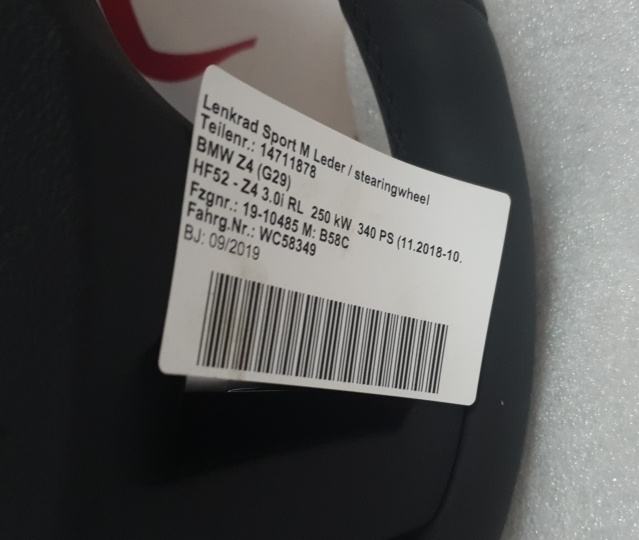 Lenkrad Sport M Leder / stearingwheel
Teilenr.: 14711878
BMW Z4 (G29)
HF52 - Z4 3.0i RL 250 kW 340 PS (11.2018-10.
Fzgnr.: 19-10485 M: B58C
Fahrg.Nr.: WC58349
BJ: 09/2019